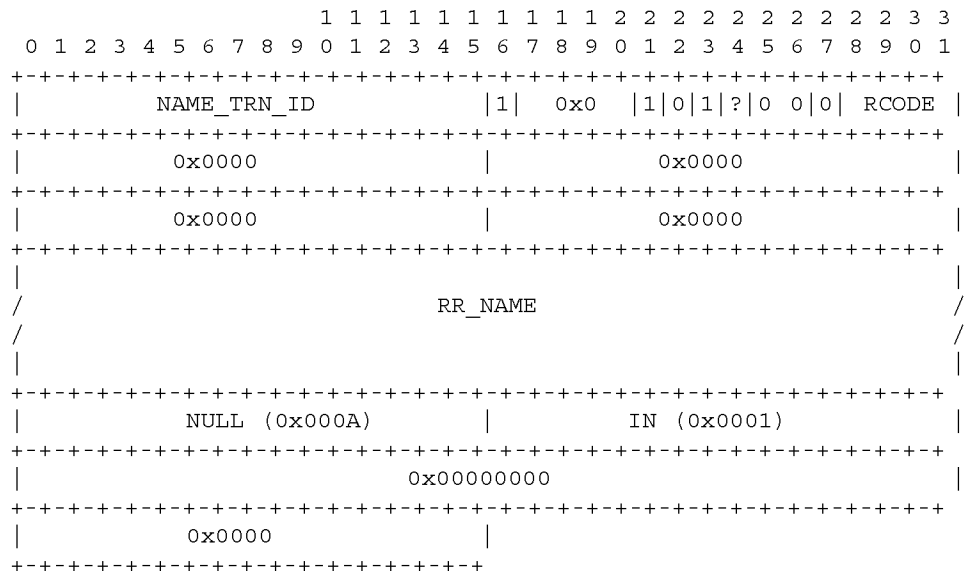 1 1 1 1 1 1 1 1 1 1 2 2 2 2 2 2 2 2 2 2 3 3
 0 1 2 3 4 5 6 7 8 9 0 1 2 3 4 5 6 7 8 9 0 1 2 3 4 5 6 7 8 9 0 1
+-+-+-+-+-+-+-+-+-+-+-+-+-+-+-+-+-+-+-+-+-+-+-+-+-+-+-+-+-+-+-+-+
|         NAME_TRN_ID           |1|  0x0  |1|0|1|?|0 0|0| RCODE |
+-+-+-+-+-+-+-+-+-+-+-+-+-+-+-+-+-+-+-+-+-+-+-+-+-+-+-+-+-+-+-+-+
|          0x0000               |           0x0000              |
+-+-+-+-+-+-+-+-+-+-+-+-+-+-+-+-+-+-+-+-+-+-+-+-+-+-+-+-+-+-+-+-+
|          0x0000               |           0x0000              |
+-+-+-+-+-+-+-+-+-+-+-+-+-+-+-+-+-+-+-+-+-+-+-+-+-+-+-+-+-+-+-+-+
|                                                               |
/                            RR_NAME                            /
/                                                               /
|                                                               |
+-+-+-+-+-+-+-+-+-+-+-+-+-+-+-+-+-+-+-+-+-+-+-+-+-+-+-+-+-+-+-+-+
|           NULL (0x000A)       |         IN (0x0001)           |
+-+-+-+-+-+-+-+-+-+-+-+-+-+-+-+-+-+-+-+-+-+-+-+-+-+-+-+-+-+-+-+-+
|                          0x00000000                           |
+-+-+-+-+-+-+-+-+-+-+-+-+-+-+-+-+-+-+-+-+-+-+-+-+-+-+-+-+-+-+-+-+
|           0x0000              |
+-+-+-+-+-+-+-+-+-+-+-+-+-+-+-+-+